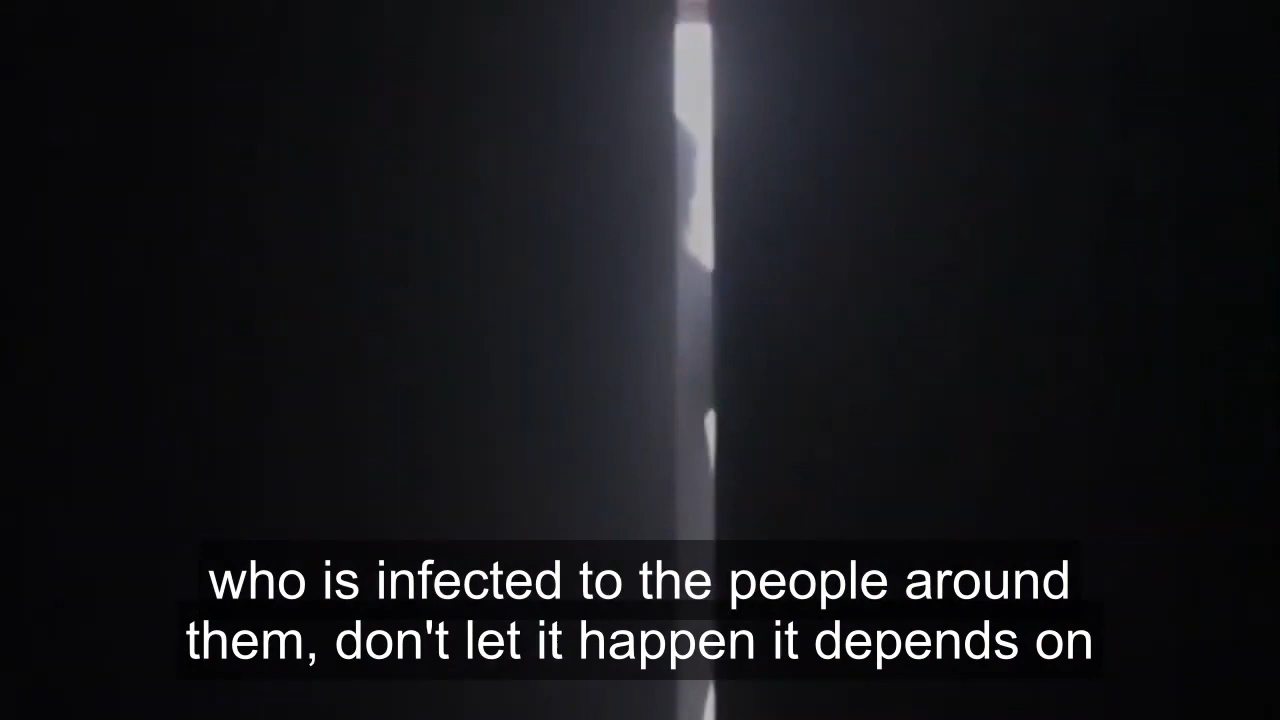 who is infected to the people around
them, don't let it happen it depends on